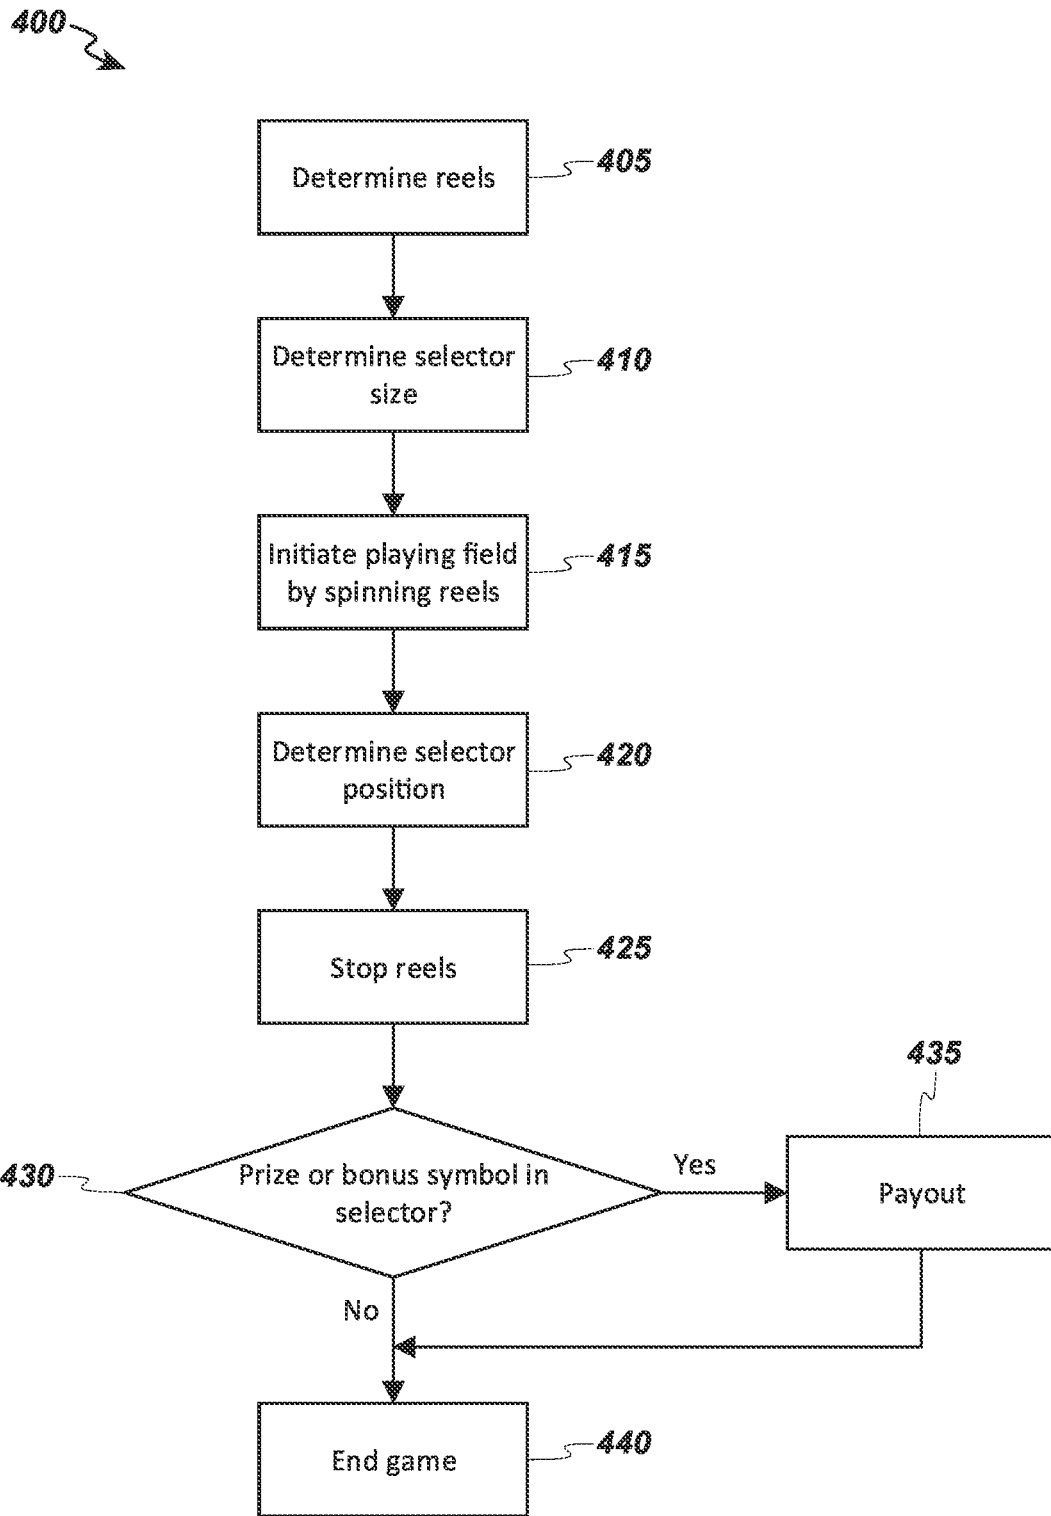 400
Determine reels
405
Determine selector
size
410
Initiate playing field
by spinning reels
415
Determine selector
position
420
Stop reels
425
435
430
Prize or bonus symbol in
selector?
Yes
Payout
No
End game
440